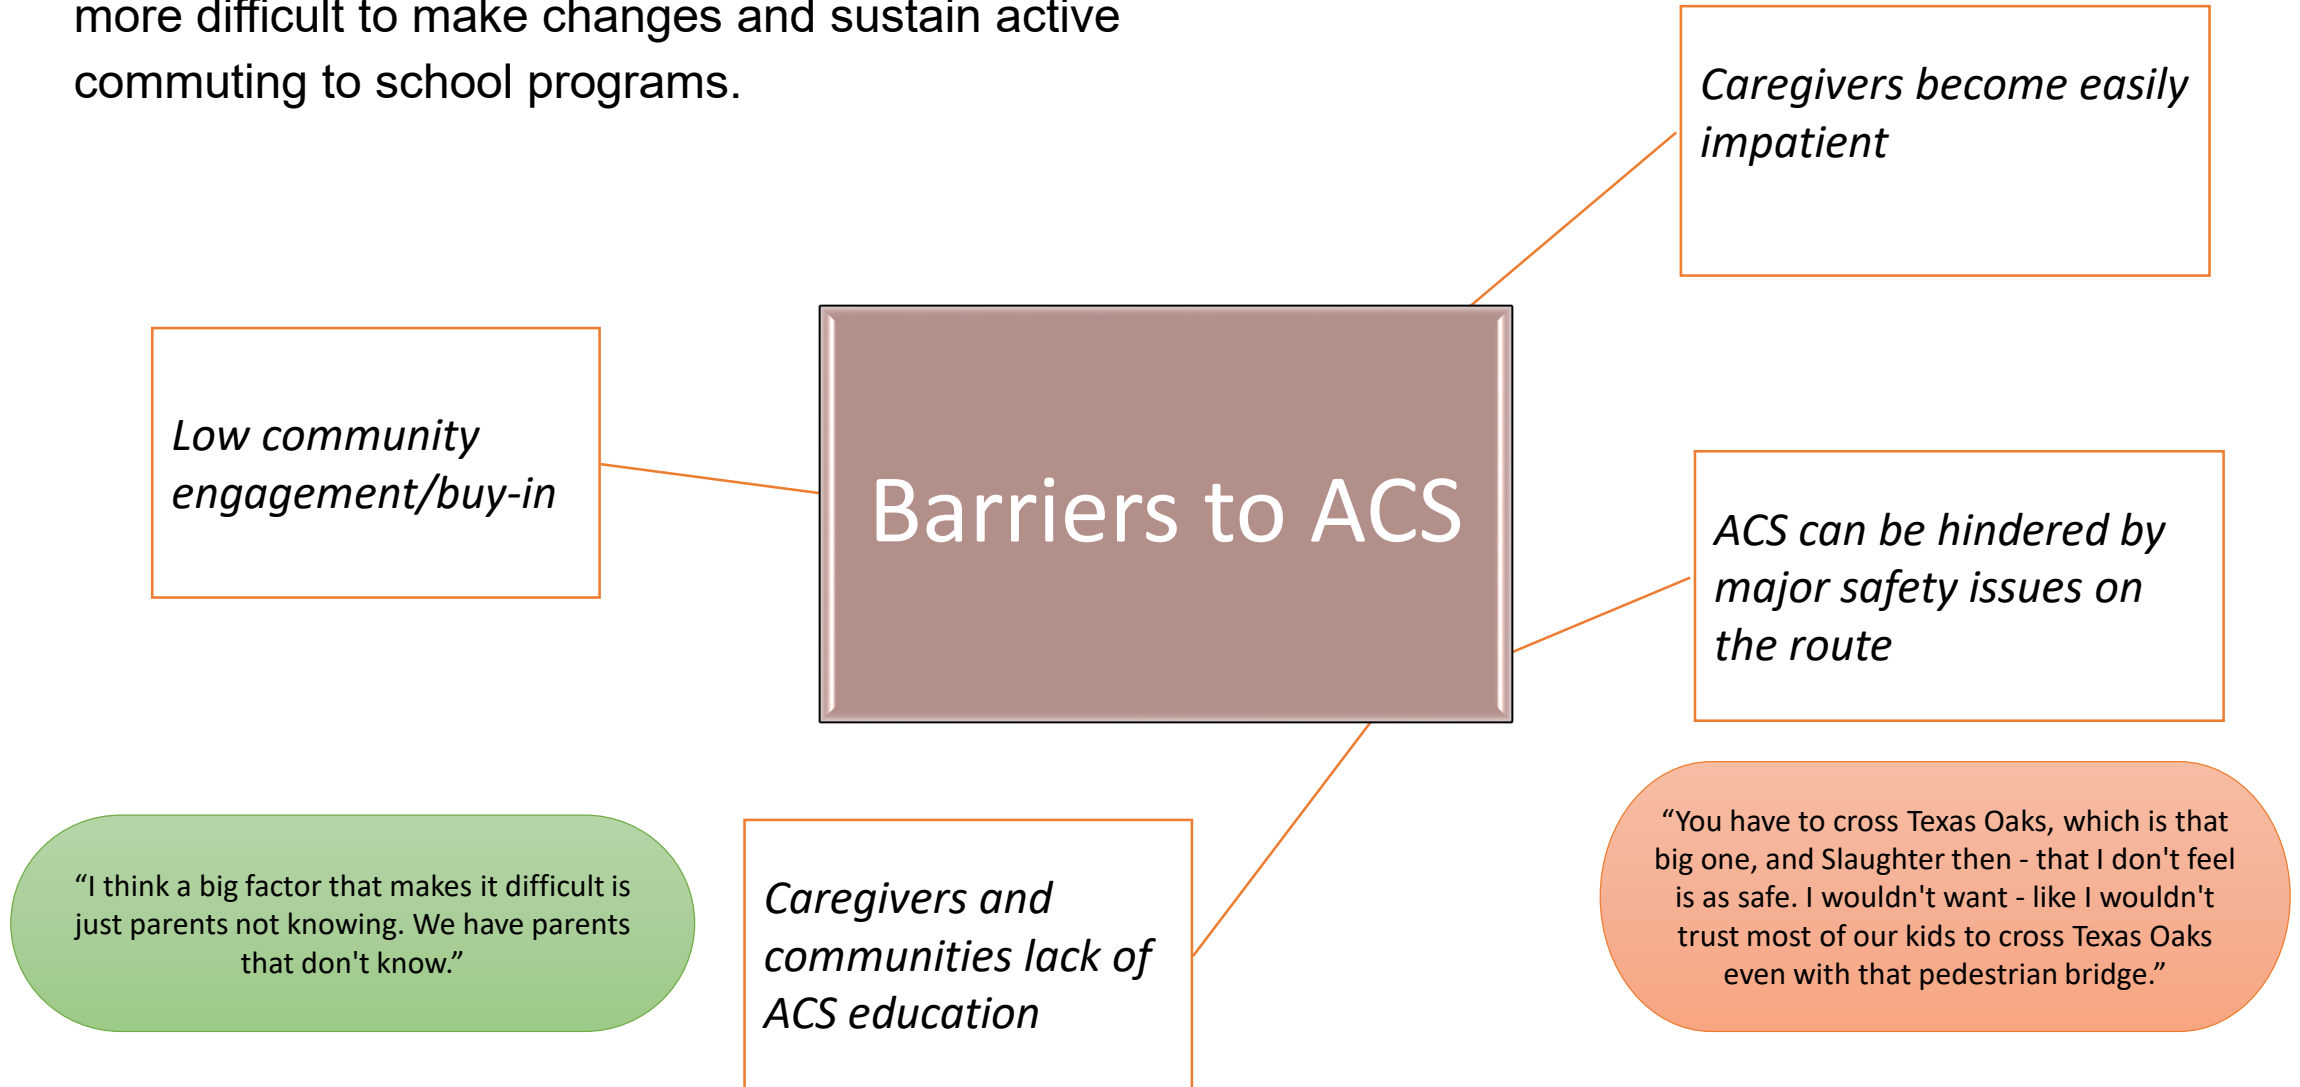 more difficult to make changes and sustain active
commuting to school programs.
Caregivers become easily
impatient
Low community
engagement/buy-in
Barriers to ACS
ACS can be hindered by
major safety issues on
the route
“I think a big factor that makes it difficult is
just parents not knowing. We have parents
that don't know.”
Caregivers and
communities lack of
ACS education
“You have to cross Texas Oaks, which is that
big one, and Slaughter then - that I don't feel
is as safe. I wouldn't want - like I wouldn't
trust most of our kids to cross Texas Oaks
even with that pedestrian bridge.”